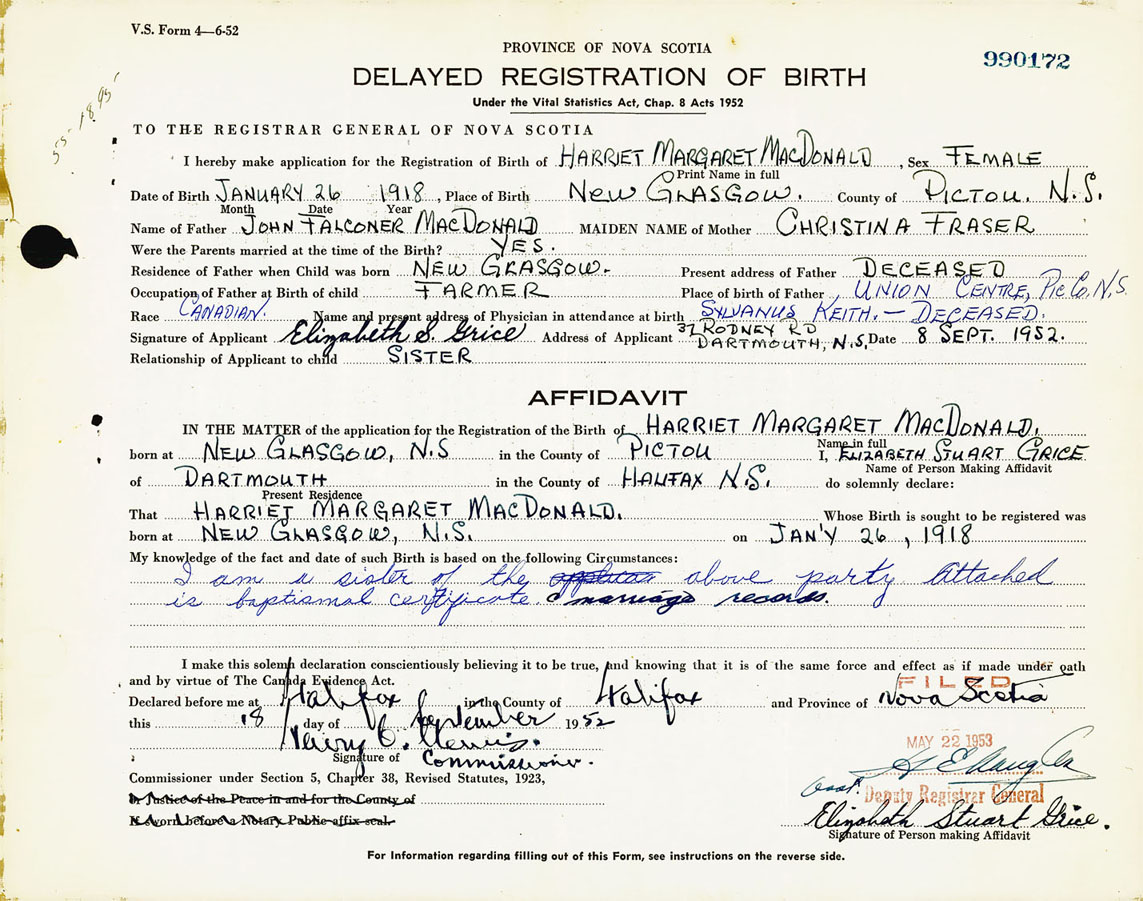 V.S. Form 4—6-52
PROVINCE OF NOVA SCOTIA
990172
DELAYED REGISTRATION OF BIRTH
Under the Vital Statistics Act, Chap. 8 Acts 1952
TO THE REGISTRAR GENERAL OF NOVA SCOTIA
I hereby make application for the Registration of Birth of HARRIET MARGARET MACDONALD, Sex FEMALE
Print Name in full
Date of Birth JANUARY 26 1918, Place of Birth NEW GLASGOW. County of PICTOU. N.S.
Month Date Year
Name of Father JOHN FALCONER MACDONALD MAIDEN NAME of Mother CHRISTINA FRASER
Were the Parents married at the time of the Birth? YES.
Residence of Father when Child was born NEW GLASGOW. Present address of Father DECEASED
Occupation of Father at Birth of child FARMER Place of birth of Father UNION CENTRE, Pic Co. N.S.
Race CANADIAN. Name and present address of Physician in attendance at birth SYLVANUS KEITH. — DECEASED.
Signature of Applicant Elizabeth S. Grice Address of Applicant 37 RODNEY RD DARTMOUTH, N.S. Date 8 SEPT. 1952.
Relationship of Applicant to child SISTER
AFFIDAVIT
IN THE MATTER of the application for the Registration of the Birth of HARRIET MARGARET MACDONALD.
Name in full
born at NEW GLASGOW, N.S in the County of PICTOU I, ELIZABETH STUART GRICE
Name of Person Making Affidavit
of DARTMOUTH in the County of HALIFAX N.S. do solemnly declare:
Present Residence
That HARRIET MARGARET MACDONALD. Whose Birth is sought to be registered was
born at NEW GLASGOW, N.S. on JAN'Y 26, 1918
My knowledge of the fact and date of such Birth is based on the following Circumstances:
I am a sister of the above party Attached
is baptismal certificate marriage records.
I make this solemn declaration conscientiously believing it to be true, and knowing that it is of the same force and effect as if made under oath
and by virtue of The Canada Evidence Act.
FILED
Declared before me at Halifax in the County of Halifax and Province of Nova Scotia
this 18 day of September 1952
MAY 22 1953
Signature of Commissioner.
Commissioner under Section 5, Chapter 38, Revised Statutes, 1923,
Deputy Registrar General
or Justice of the Peace in and for the County of
If sworn before a Notary Public affix seal.
Elizabeth Stuart Grice.
Signature of Person making Affidavit
For Information regarding filling out of this Form, see instructions on the reverse side.